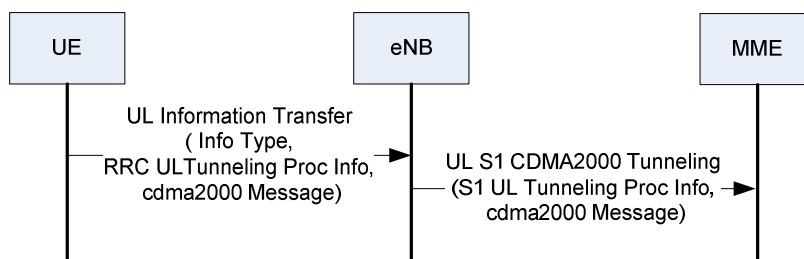 UE
eNB
MME
UL Information Transfer
( Info Type,
RRC ULTunneling Proc Info,
cdma2000 Message)
UL S1 CDMA2000 Tunneling
(S1 UL Tunneling Proc Info,
cdma2000 Message)